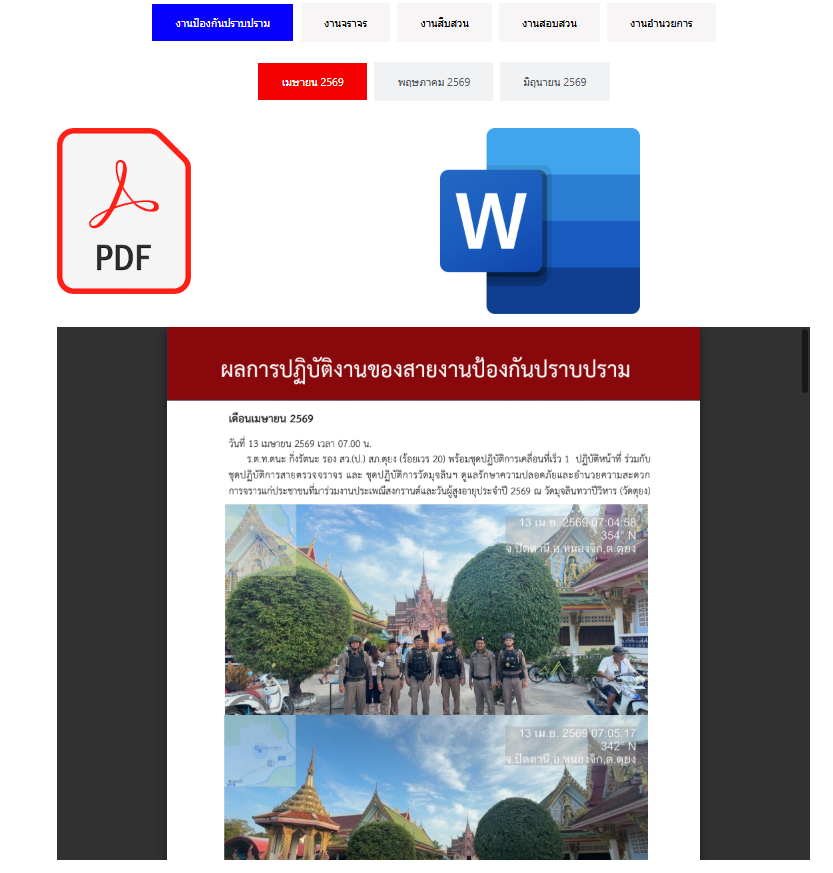 งานป้องกันปราบปราม
งานจราจร
งานสืบสวน
งานสอบสวน
งานอำนวยการ
เมษายน 2569
พฤษภาคม 2569
มิถุนายน 2569
PDF
W
ผลการปฏิบัติงานของสายงานป้องกันปราบปราม
เดือนเมษายน 2569
วันที่ 13 เมษายน 2569 เวลา 07.00 น.
ร.ต.ท.ตนะ กิ่งรัตนะ รอง สว.(ป.) สภ.ตุยง (ร้อยเวร 20) พร้อมชุดปฏิบัติการเคลื่อนที่เร็ว 1 ปฏิบัติหน้าที่ ร่วมกับ
ชุดปฏิบัติการสายตรวจจราจร และ ชุดปฏิบัติการวัดมุจลินฯ ดูแลรักษาความปลอดภัยและอำนวยความสะดวก
การจรารแก่ประชาชนที่มาร่วมงานประเพณีสงกรานต์และวันผู้สูงอายุประจำปี 2569 ณ วัดมุจลินทวาปีวิหาร (วัดตุยง)
13 เม.ย. 2569 07:04:58
354° N
จ.ปัตตานี,อ.หนองจิก,ต.ตุยง
13 เม.ย. 2569 07:05:17
342° N
จ.ปัตตานี,อ.หนองจิก,ต.ตุยง